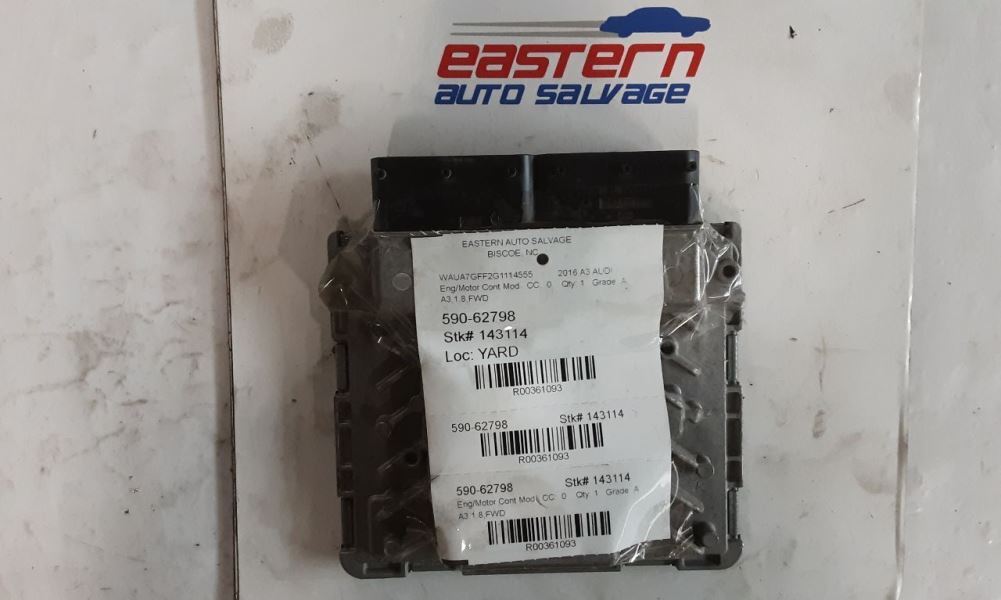 eastern
AUTO SALVAGE
EASTERN AUTO SALVAGE
BISCOE, NC
WAUA7GFF2G1114555 2016 A3 AUDI
Eng/Motor Cont Mod. CC: 0 Qty: 1 Grade: A
A3,1.8,FWD
590-62798
Stk# 143114
Loc: YARD
R00361093
590-62798 Stk# 143114
R00361093
590-62798 Stk# 143114
Eng/Motor Cont Mod. CC: 0 Qty: 1 Grade: A
A3,1.8,FWD
R00361093